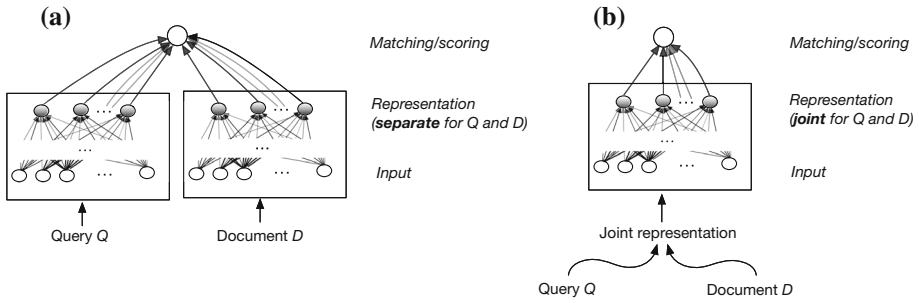 (a)
Matching/scoring
...
...
Representation
(separate for Q and D)
...
...
...
...
Input
Query Q
Document D
(b)
Matching/scoring
...
Representation
(joint for Q and D)
...
...
Input
Joint representation
Query Q
Document D